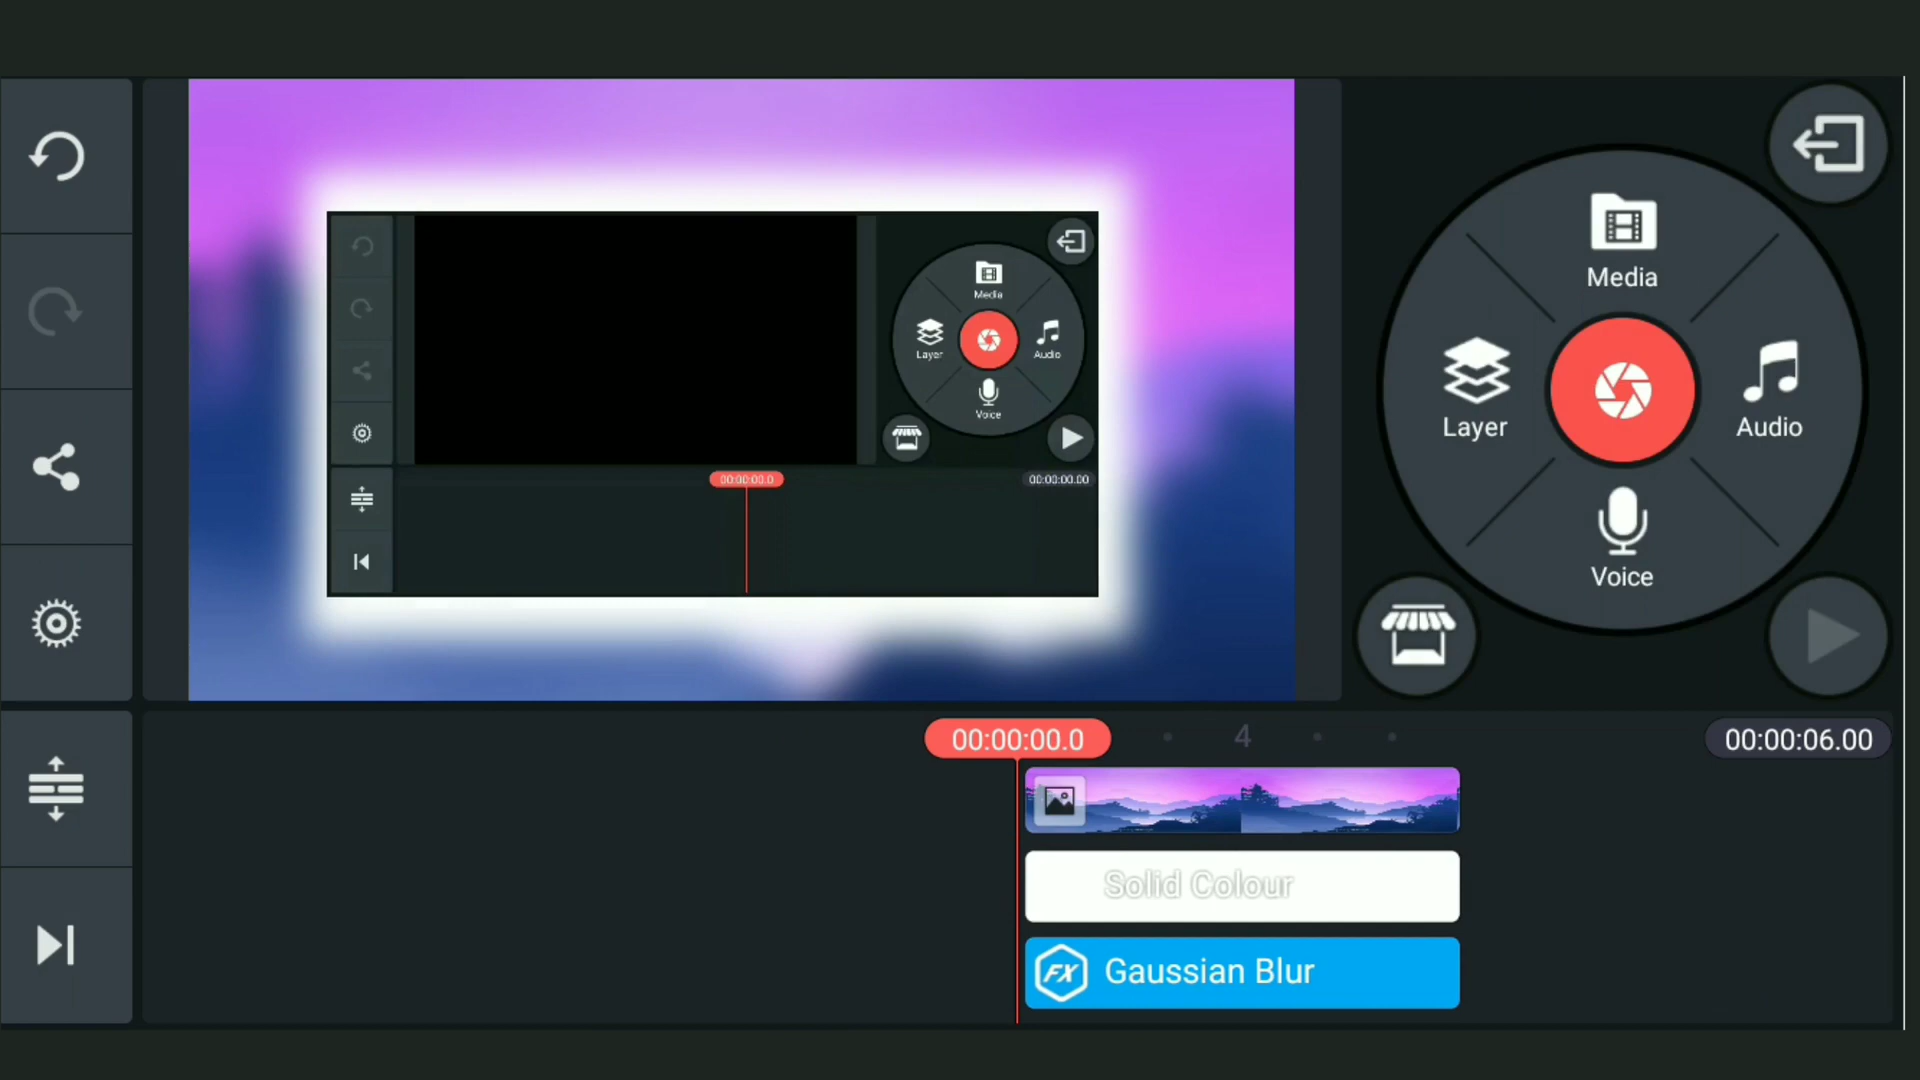 Media
Layer
Audio
Voice
Media
Layer
Audio
Voice
00:00:00.0
00:00:00.00
00:00:00.0
4
00:00:06.00
Solid Colour
FX Gaussian Blur